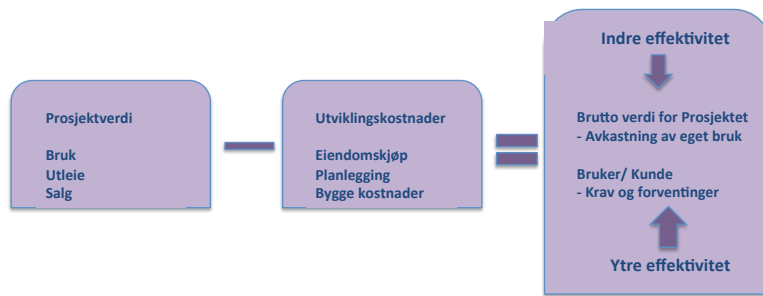 Prosjektverdi
Bruk
Utleie
Salg
Utviklingskostnader
Eiendomskjøp
Planlegging
Bygge kostnader
Indre effektivitet
Brutto verdi for Prosjektet
- Avkastning av eget bruk
Bruker/ Kunde
- Krav og forventinger
Ytre effektivitet